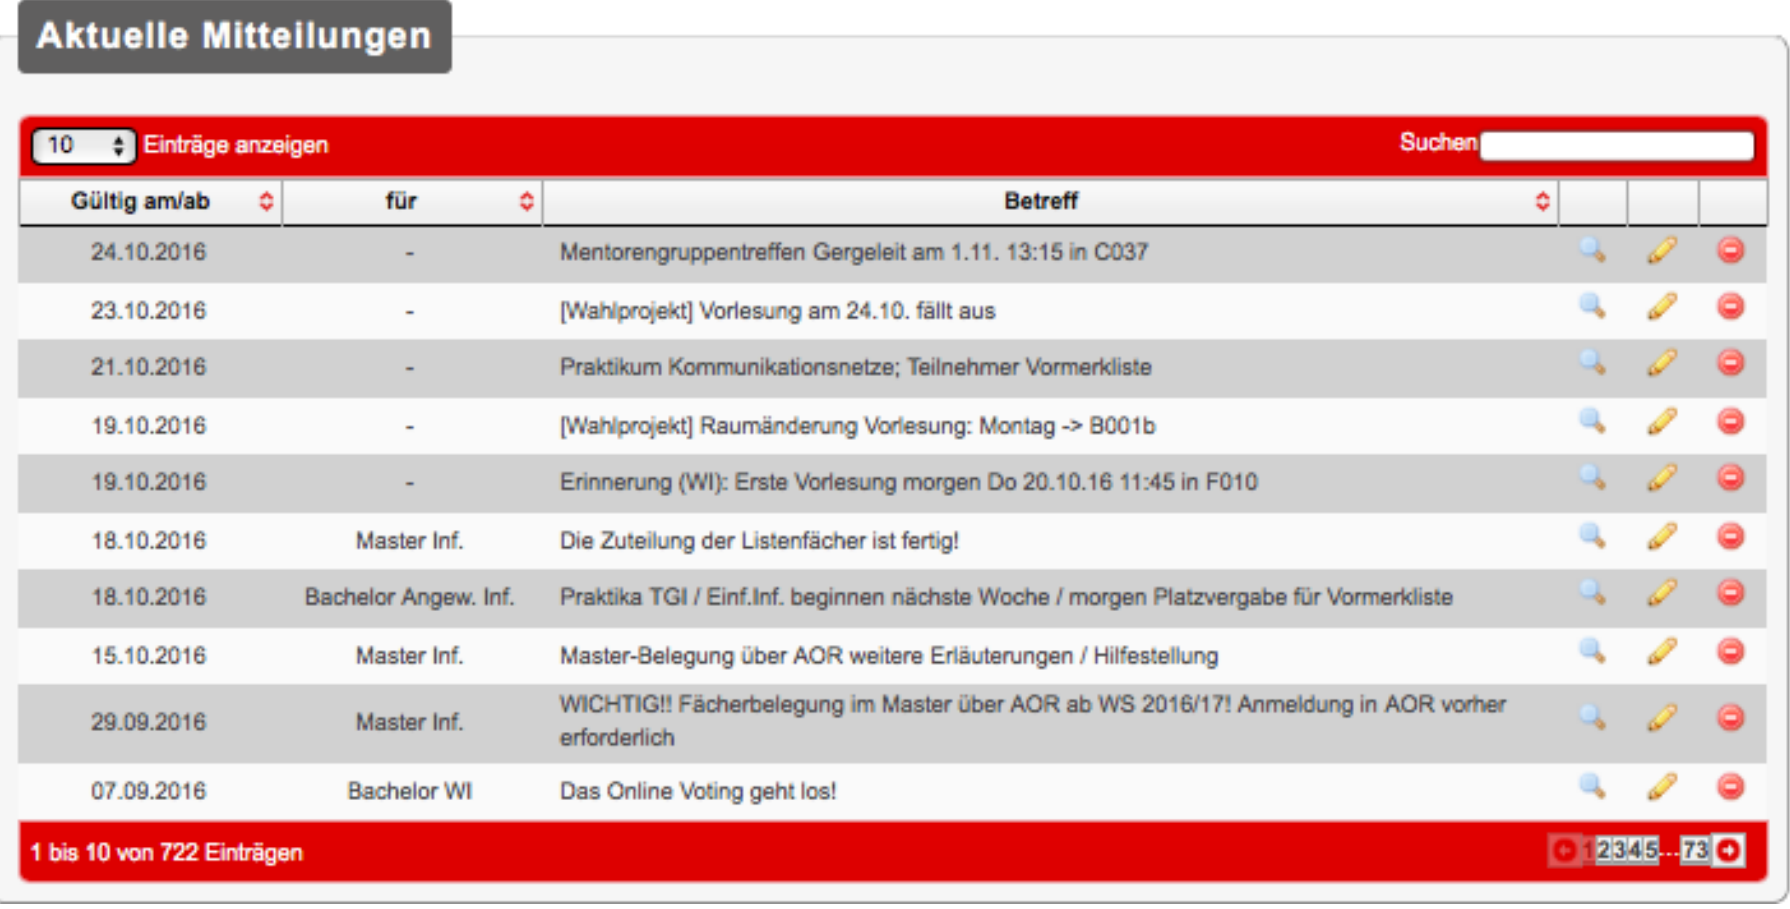 Aktuelle Mitteilungen
10 Einträge anzeigen Suchen
Gültig am/ab für Betreff
24.10.2016 - Mentorengruppentreffen Gergeleit am 1.11. 13:15 in C037
23.10.2016 - [Wahlprojekt] Vorlesung am 24.10. fällt aus
21.10.2016 - Praktikum Kommunikationsnetze; Teilnehmer Vormerkliste
19.10.2016 - [Wahlprojekt] Raumänderung Vorlesung: Montag -> B001b
19.10.2016 - Erinnerung (WI): Erste Vorlesung morgen Do 20.10.16 11:45 in F010
18.10.2016 Master Inf. Die Zuteilung der Listenfächer ist fertig!
18.10.2016 Bachelor Angew. Inf. Praktika TGI / Einf.Inf. beginnen nächste Woche / morgen Platzvergabe für Vormerkliste
15.10.2016 Master Inf. Master-Belegung über AOR weitere Erläuterungen / Hilfestellung
29.09.2016 Master Inf. WICHTIG!! Fächerbelegung im Master über AOR ab WS 2016/17! Anmeldung in AOR vorher
erforderlich
07.09.2016 Bachelor WI Das Online Voting geht los!
1 bis 10 von 722 Einträgen 1 2 3 4 5 ... 73